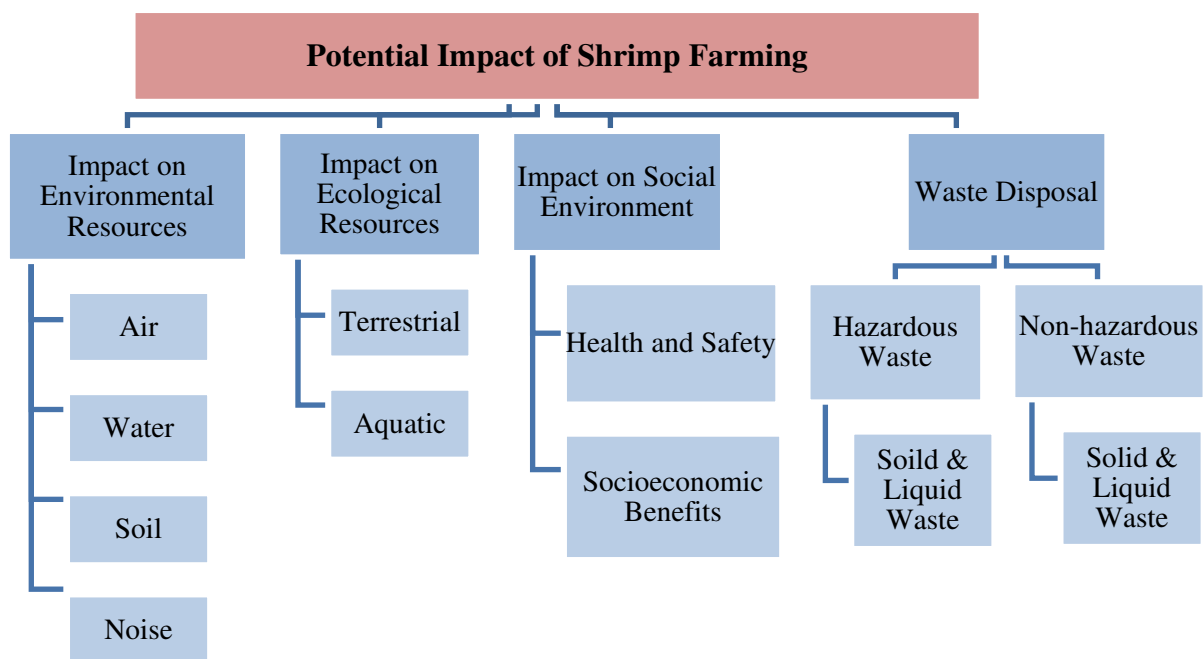 Potential Impact of Shrimp Farming
Impact on
Environmental
Resources
Air
Water
Soil
Noise
Impact on
Ecological
Resources
Terrestrial
Aquatic
Impact on Social
Environment
Health and Safety
Socioeconomic
Benefits
Waste Disposal
Hazardous
Waste
Soild &
Liquid
Waste
Non-hazardous
Waste
Solid &
Liquid
Waste